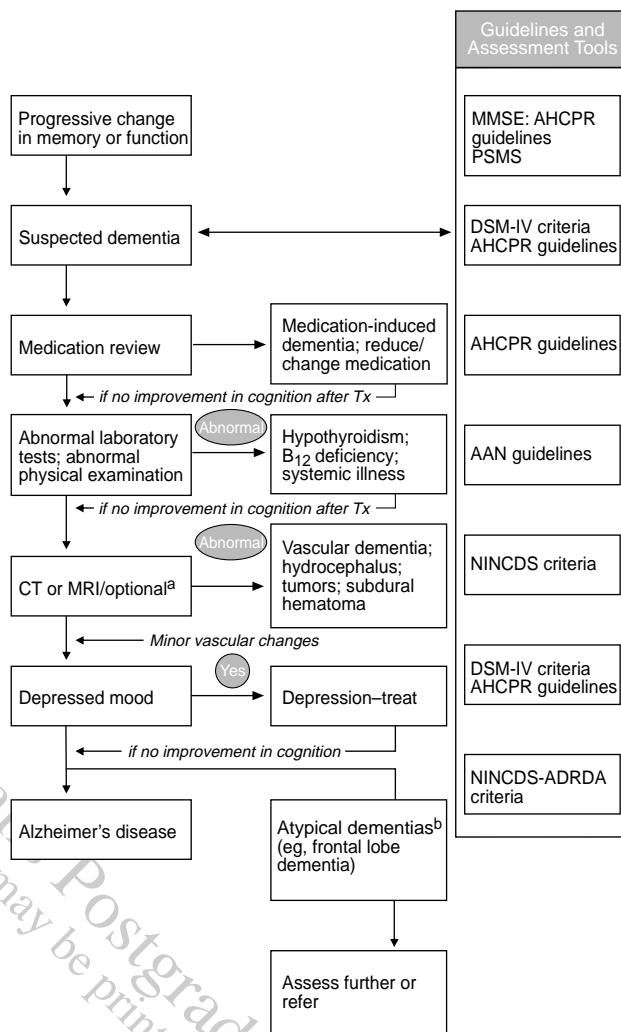 Guidelines and
Assessment Tools
Progressive change
in memory or function
MMSE: AHCPR
guidelines
PSMS
Suspected dementia
DSM-IV criteria
AHCPR guidelines
Medication review
Medication-induced
dementia; reduce/
change medication
AHCPR guidelines
if no improvement in cognition after Tx
Abnormal laboratory
tests; abnormal
physical examination
Abnormal
Hypothyroidism;
B12 deficiency;
systemic illness
AAN guidelines
if no improvement in cognition after Tx
CT or MRI/optionala
Abnormal
Vascular dementia;
hydrocephalus;
tumors; subdural
hematoma
NINCDS criteria
Minor vascular changes
Depressed mood
Yes
Depression–treat
DSM-IV criteria
AHCPR guidelines
if no improvement in cognition
Alzheimer's disease
Atypical dementiasb
(eg, frontal lobe
dementia)
NINCDS-ADRDA
criteria
Assess further or
refer
may be print